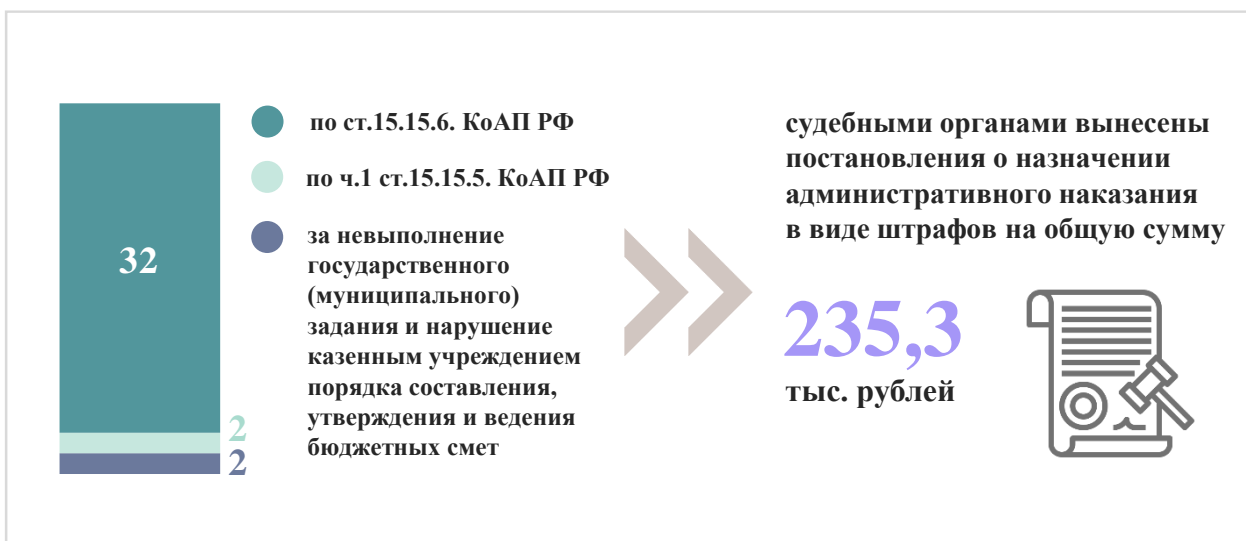 32
2
2
по ст.15.15.6. КоАП РФ
по ч.1 ст.15.15.5. КоАП РФ
за невыполнение
государственного
(муниципального)
задания и нарушение
казенным учреждением
порядка составления,
утверждения и ведения
бюджетных смет
судебными органами вынесены
постановления о назначении
административного наказания
в виде штрафов на общую сумму
235,3
тыс. рублей